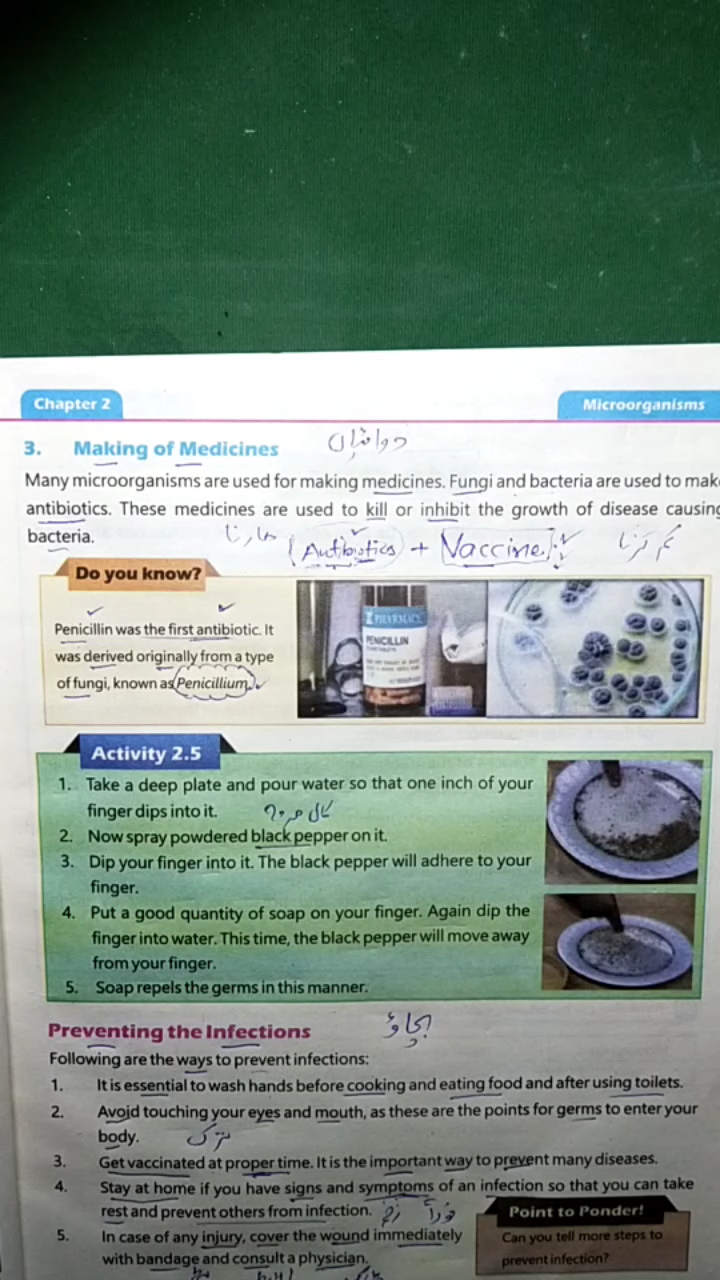 Chapter 2
Microorganisms
3. Making of Medicines
دوائیاں
Many microorganisms are used for making medicines. Fungi and bacteria are used to mak
antibiotics. These medicines are used to kill or inhibit the growth of disease causing
bacteria.
مارنا (Antibiotics) + Vaccine. کم کرنا
Do you know?
Penicillin was the first antibiotic. It
was derived originally from a type
of fungi, known as Penicillium.
PHARMACY
PENICILLIN
Activity 2.5
1. Take a deep plate and pour water so that one inch of your
finger dips into it.
کالی مرچ
2. Now spray powdered black pepper on it.
3. Dip your finger into it. The black pepper will adhere to your
finger.
4. Put a good quantity of soap on your finger. Again dip the
finger into water. This time, the black pepper will move away
from your finger.
5. Soap repels the germs in this manner.
Preventing the Infections
بچاؤ
Following are the ways to prevent infections:
1. It is essential to wash hands before cooking and eating food and after using toilets.
2. Avoid touching your eyes and mouth, as these are the points for germs to enter your
body.
3. Get vaccinated at proper time. It is the important way to prevent many diseases.
4. Stay at home if you have signs and symptoms of an infection so that you can take
rest and prevent others from infection.
زخم فوراً
5. In case of any injury, cover the wound immediately
with bandage and consult a physician.
Point to Ponder!
Can you tell more steps to
prevent infection?